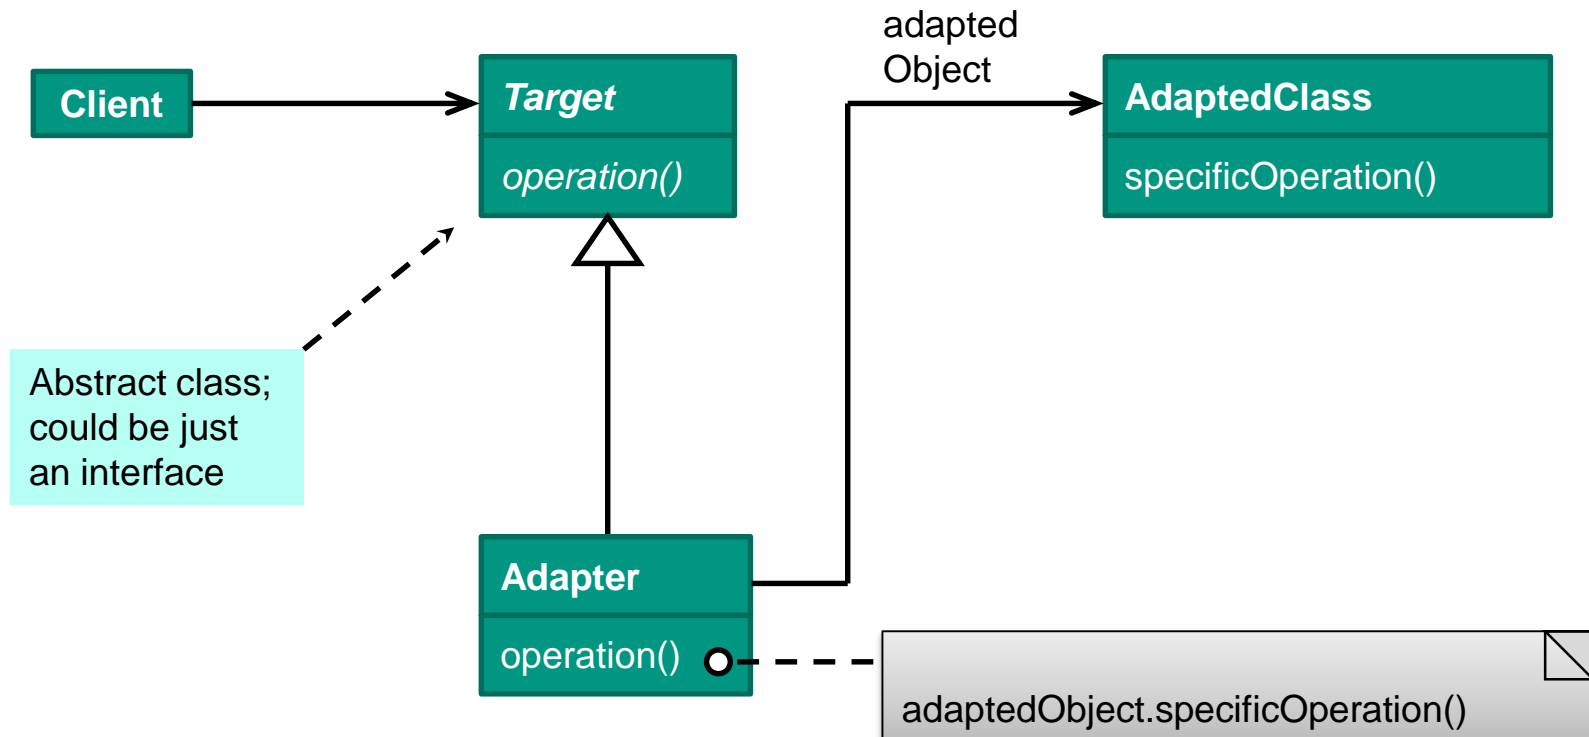 Client
Target
operation()
adapted
Object
AdaptedClass
specificOperation()
Abstract class;
could be just
an interface
Adapter
operation()
adaptedObject.specificOperation()